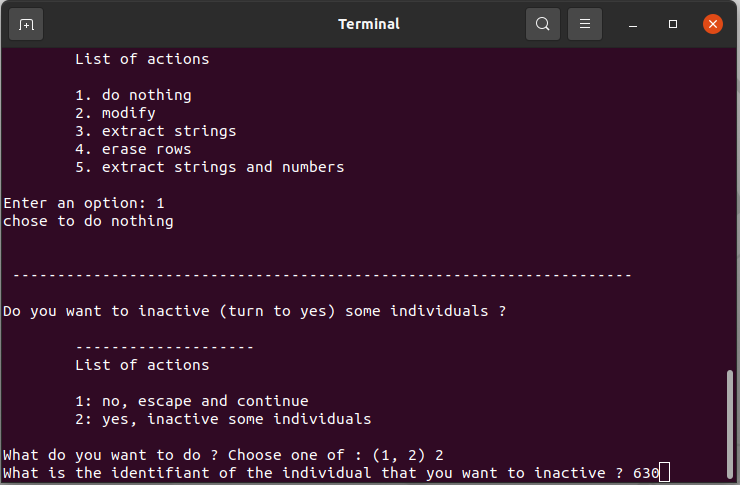 Terminal
List of actions
1. do nothing
2. modify
3. extract strings
4. erase rows
5. extract strings and numbers
Enter an option: 1
chose to do nothing
---------------------------------------------------------------------
Do you want to inactive (turn to yes) some individuals ?
--------------------
List of actions
1: no, escape and continue
2: yes, inactive some individuals
What do you want to do ? Choose one of : (1, 2) 2
What is the identifiant of the individual that you want to inactive ? 630